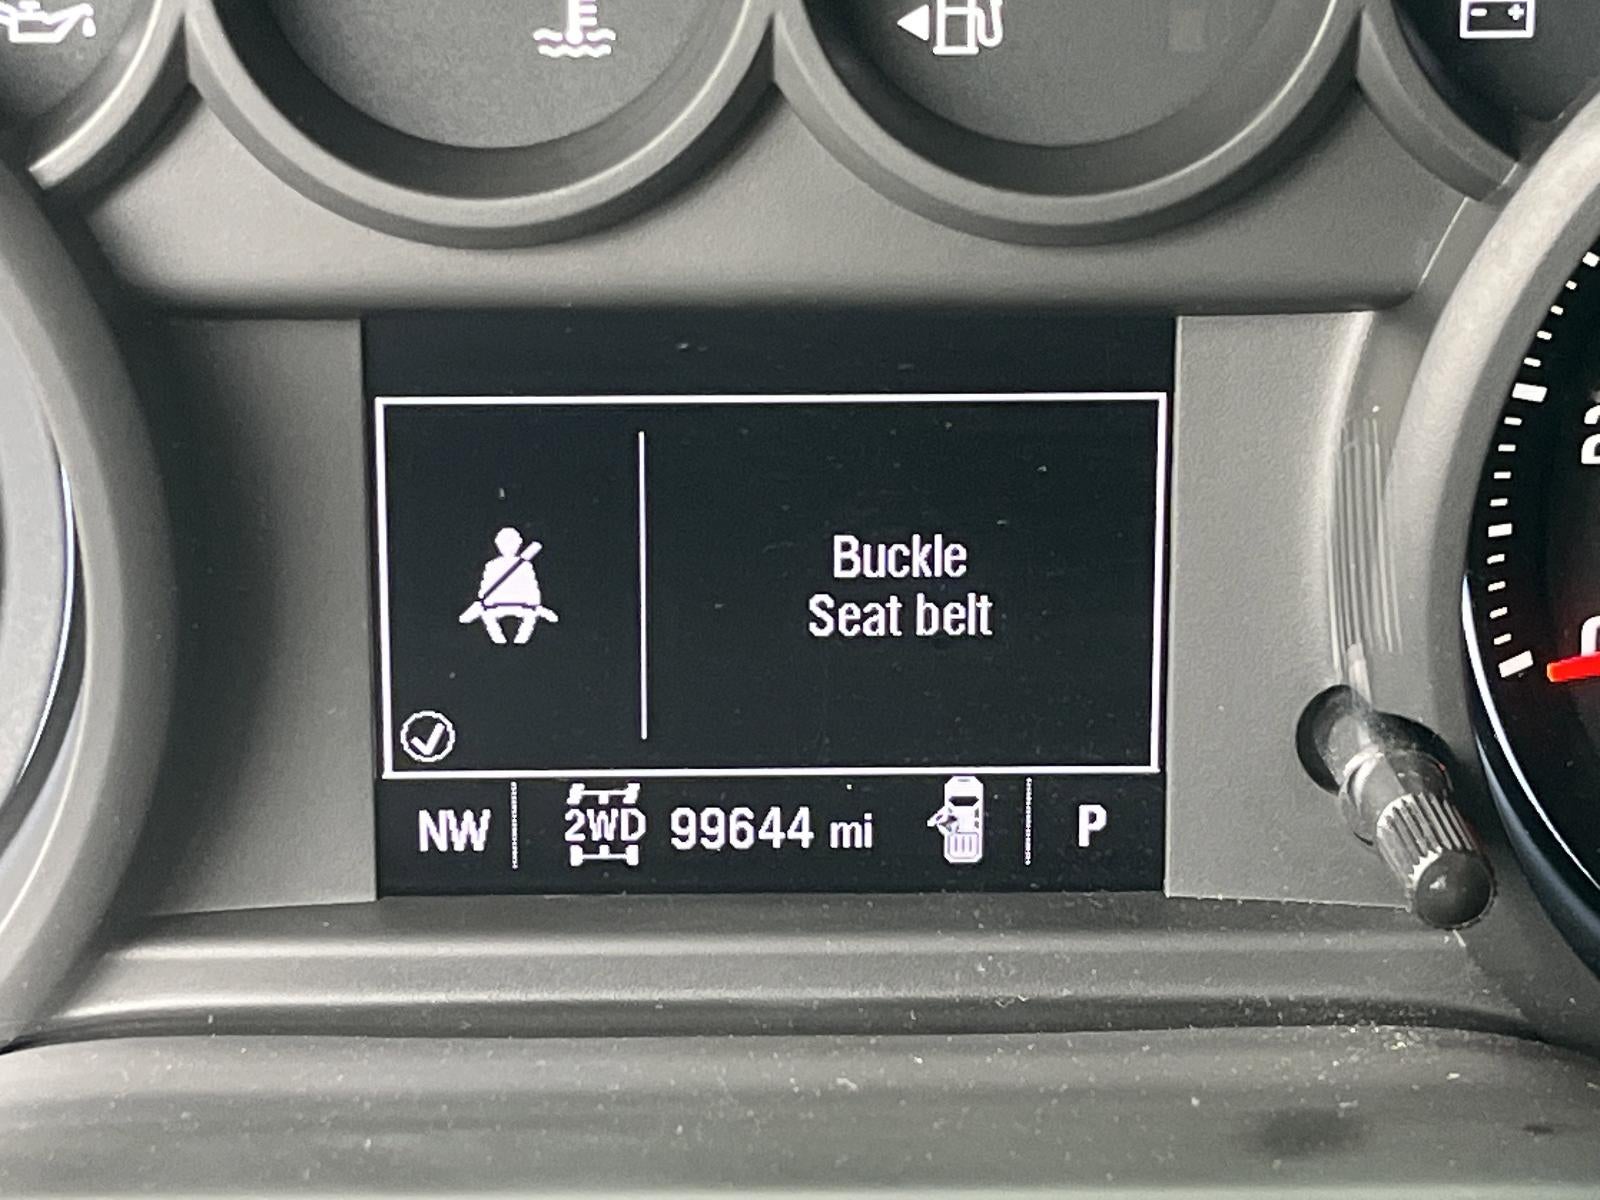 Buckle
Seat belt
NW 2WD 99644 mi P